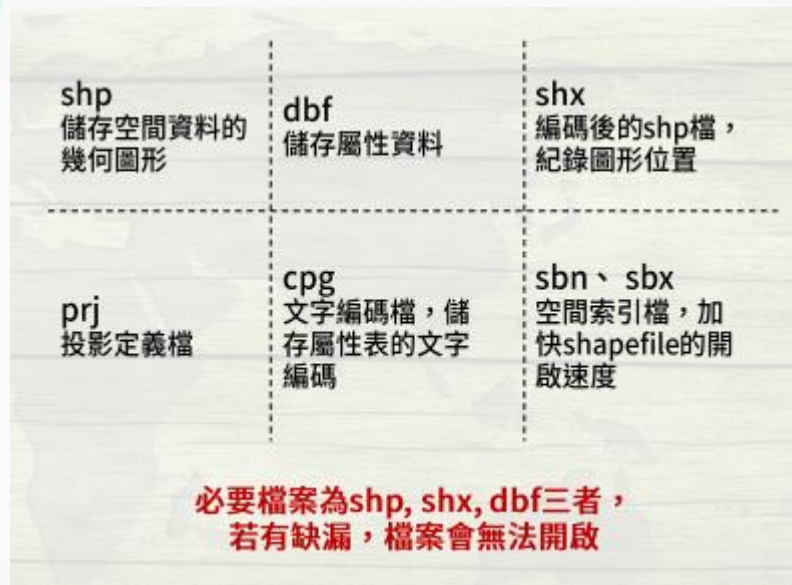 shp
儲存空間資料的
幾何圖形
dbf
儲存屬性資料
shx
編碼後的shp檔，
紀錄圖形位置
prj
投影定義檔
cpg
文字編碼檔，儲
存屬性表的文字
編碼
sbn、 sbx
空間索引檔，加
快shapefile的開
啟速度
必要檔案為shp, shx, dbf三者，
若有缺漏，檔案會無法開啟